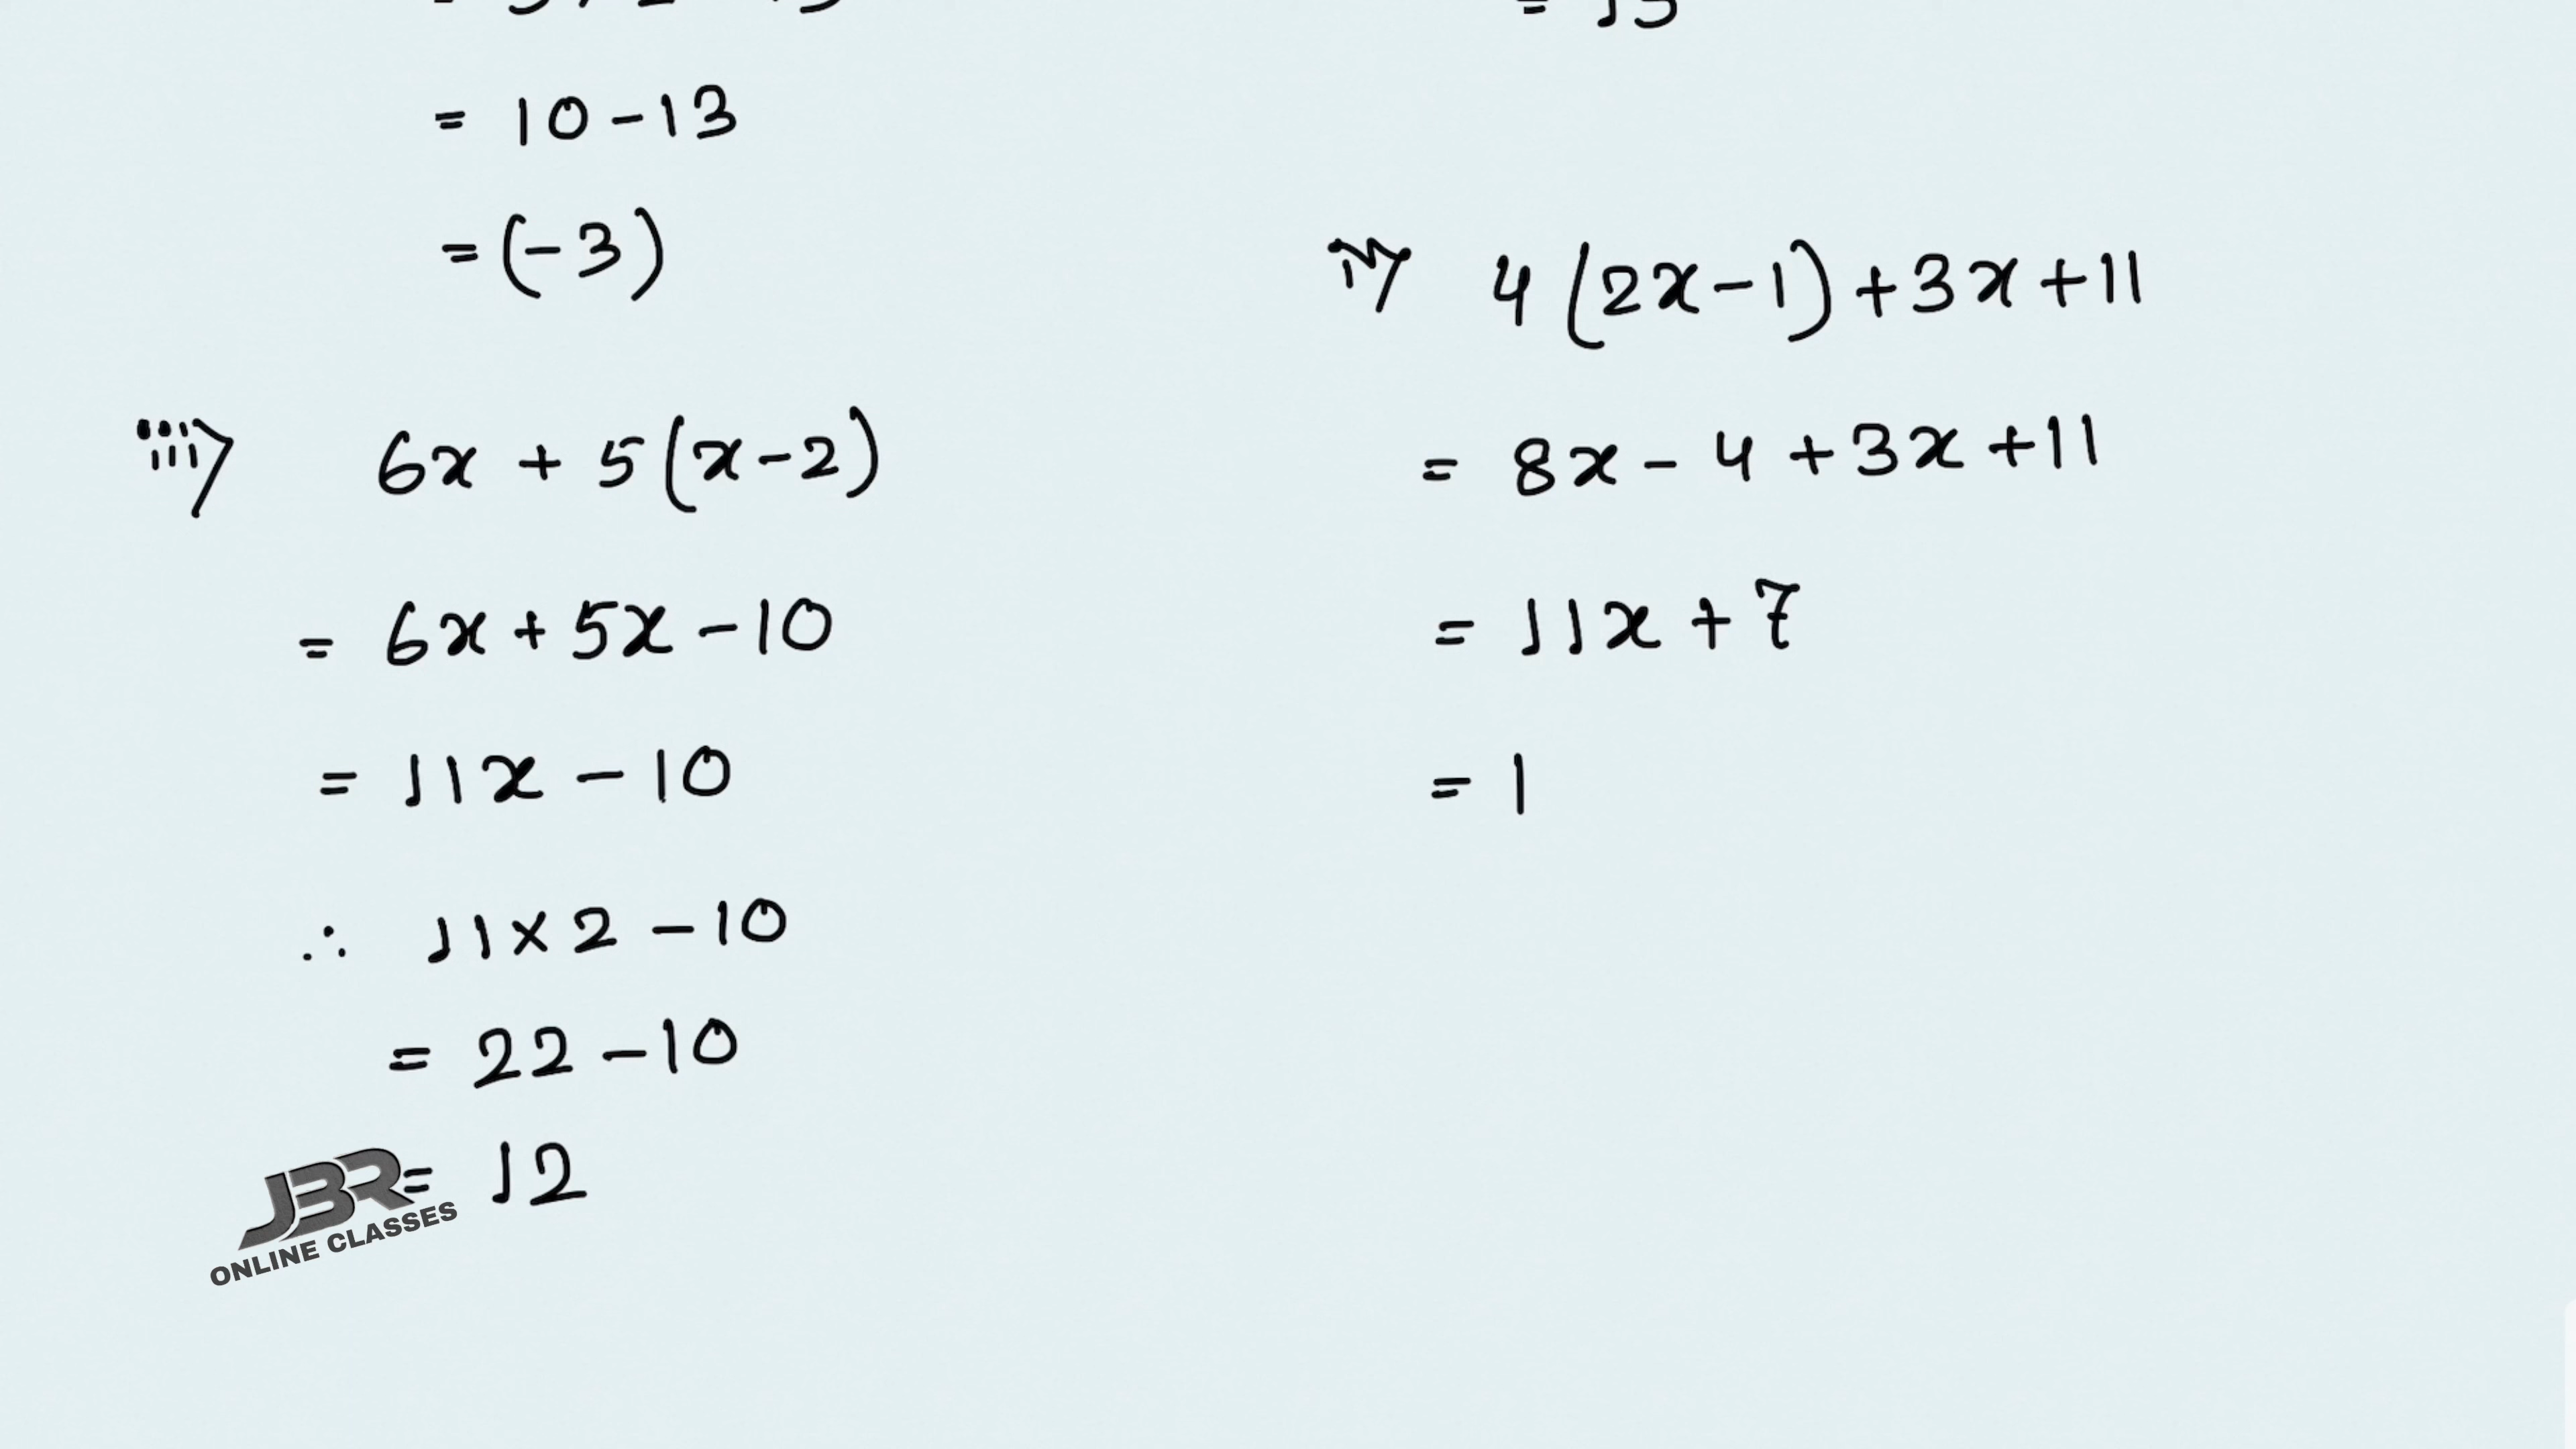 = 10 - 13
= (-3)
iii) 6x + 5(x-2)
= 6x + 5x - 10
= 11x - 10
∴ 11 × 2 - 10
= 22 - 10
= 12
JBR
ONLINE CLASSES
= 15
iv) 4(2x-1) + 3x + 11
= 8x - 4 + 3x + 11
= 11x + 7
= 1